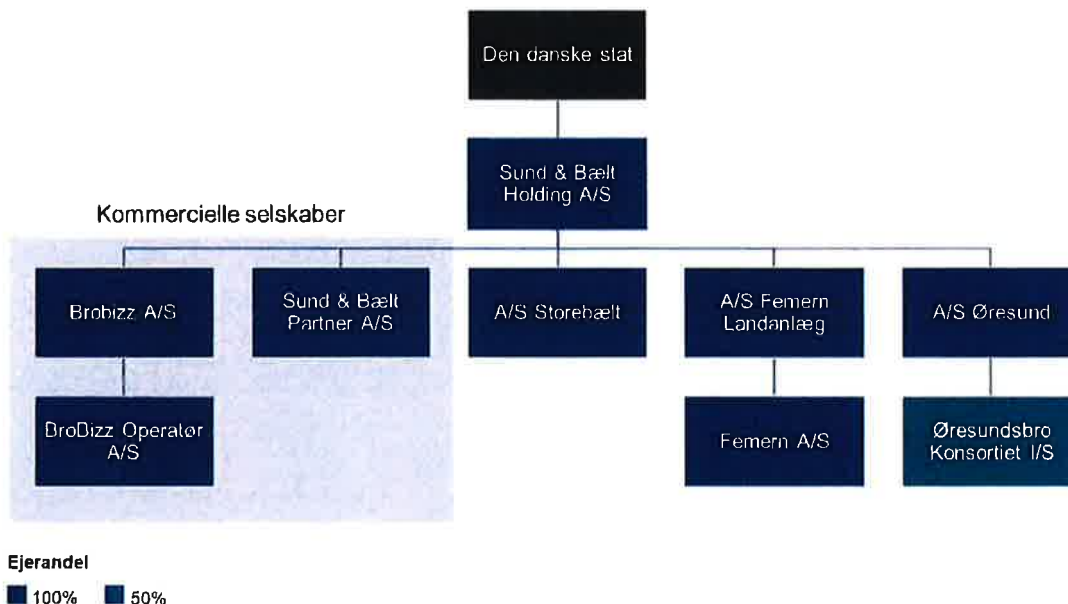 Den danske stat
Sund & Bælt
Holding A/S
Kommercielle selskaber
Brobizz A/S
Sund & Bælt
Partner A/S
A/S Storebælt
A/S Femern
Landanlæg
A/S Øresund
BroBizz Operatør
A/S
Femern A/S
Øresundsbro
Konsortiet I/S
Ejerandel
100%
50%